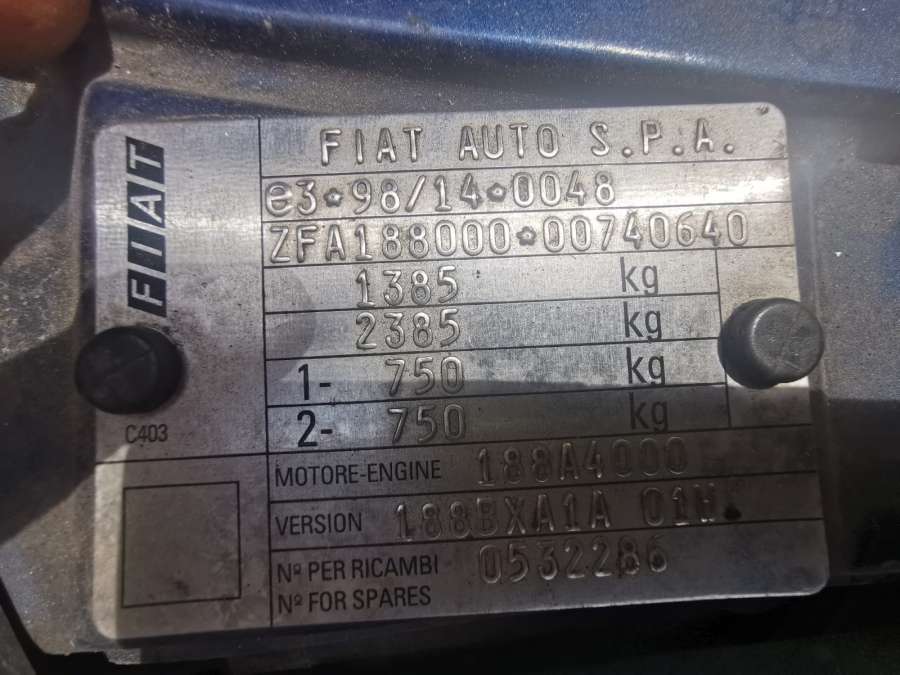 FIAT
FIAT AUTO S.P.A.
e3*98/14*0048
ZFA188000*00740640
1385 kg
2385 kg
1- 750 kg
2- 750 kg
C403
MOTORE-ENGINE 188A4000
VERSION 188BXA1A 01W.
Nº PER RICAMBI 0532286
Nº FOR SPARES